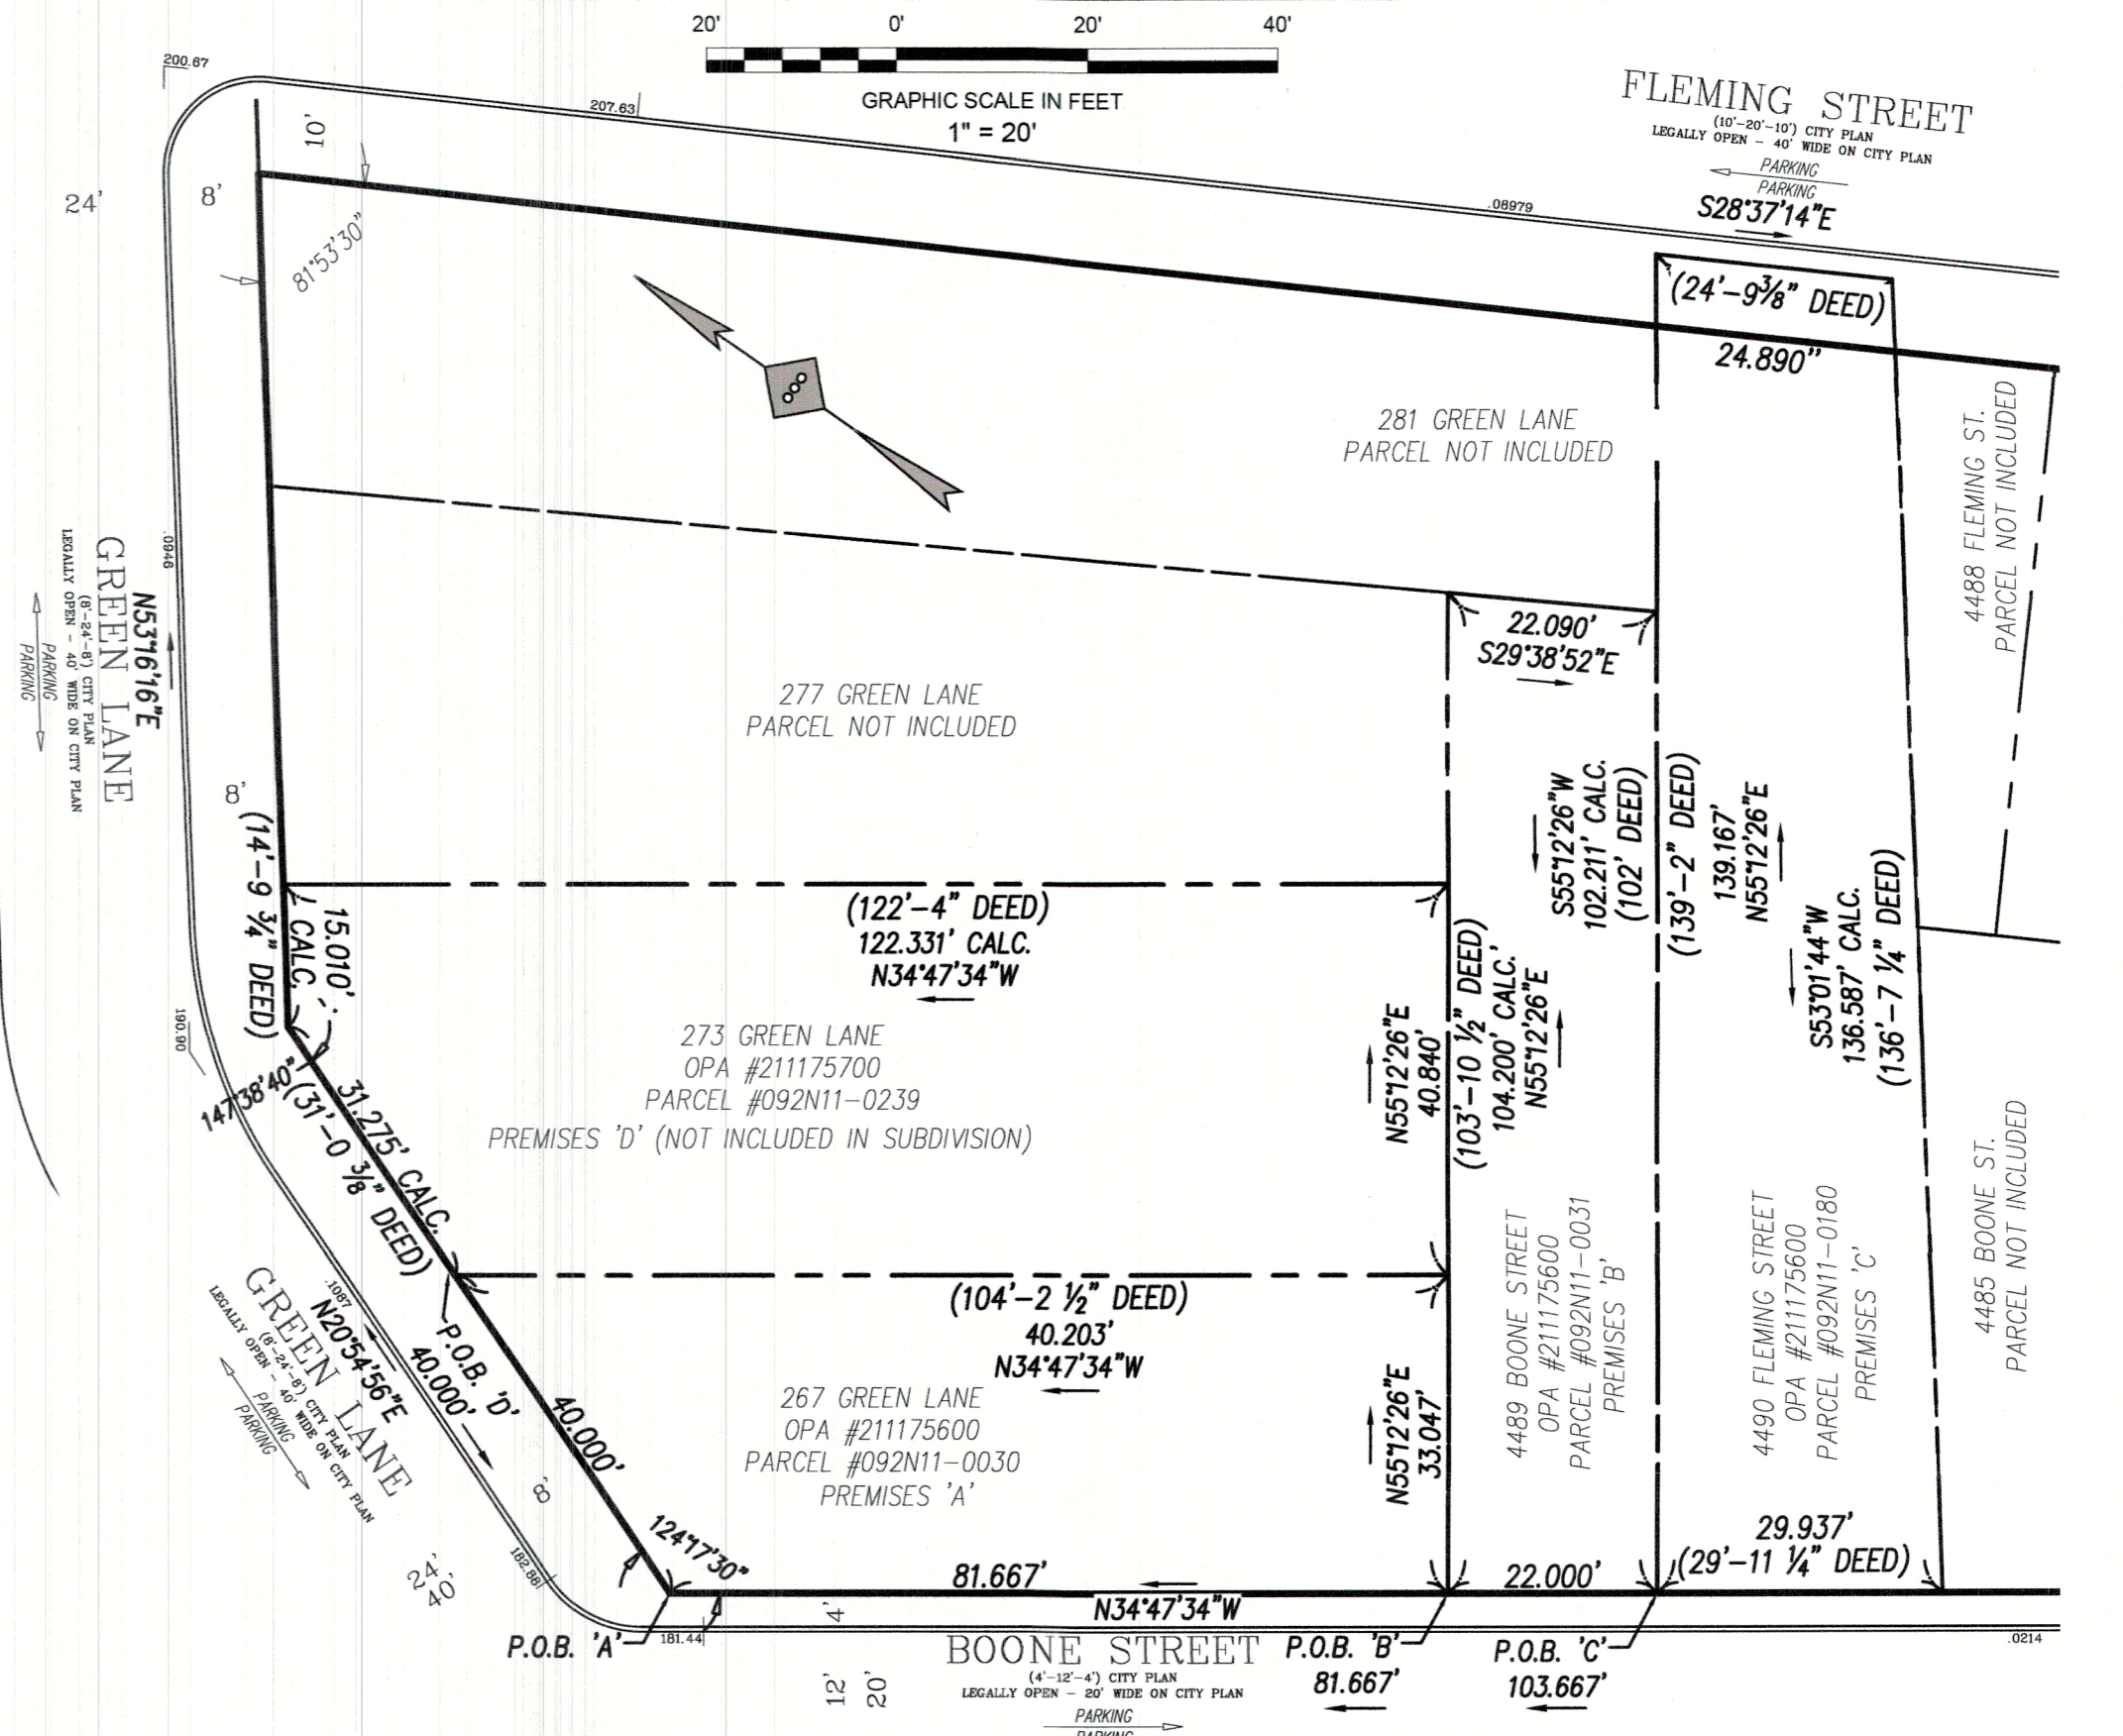 20'
0'
20'
40'
GRAPHIC SCALE IN FEET
1" = 20'
FLEMING STREET
(10'-20'-10') CITY PLAN
LEGALLY OPEN - 40' WIDE ON CITY PLAN
PARKING
PARKING
S28°37'14"E
200.67
207.63
.08979
10'
8'
24'
81°53'30"
(24'-9⅜" DEED)
24.890"
281 GREEN LANE
PARCEL NOT INCLUDED
4488 FLEMING ST.
PARCEL NOT INCLUDED
.0946
N53°16'16"E
GREEN LANE
(8'-24'-8') CITY PLAN
LEGALLY OPEN - 40' WIDE ON CITY PLAN
PARKING
PARKING
22.090'
S29°38'52"E
277 GREEN LANE
PARCEL NOT INCLUDED
8'
(14'-9 ¾" DEED)
15.010'
CALC.
(122'-4" DEED)
122.331' CALC.
N34°47'34"W
S55°12'26"W
102.211' CALC.
(102' DEED)
(139'-2" DEED)
139.167'
N55°12'26"E
S53°01'44"W
136.587' CALC.
(136'-7 ¼" DEED)
190.90
147°38'40"
31.275' CALC.
(31'-0 ⅜" DEED)
273 GREEN LANE
OPA #211175700
PARCEL #092N11-0239
PREMISES 'D' (NOT INCLUDED IN SUBDIVISION)
N55°12'26"E
40.840'
(103'-10 ½" DEED)
104.200' CALC.'
N55°12'26"E
(104'-2 ½" DEED)
40.203'
N34°47'34"W
P.O.B. 'D'
40.000'
40.000'
.1087
N20°54'56"E
GREEN LANE
(8'-24'-8') CITY PLAN
LEGALLY OPEN - 40' WIDE ON CITY PLAN
PARKING
PARKING
8'
24'
40'
182.88
267 GREEN LANE
OPA #211175600
PARCEL #092N11-0030
PREMISES 'A'
N55°12'26"E
33.047'
4489 BOONE STREET
OPA #211175600
PARCEL #092N11-0031
PREMISES 'B'
4490 FLEMING STREET
OPA #211175600
PARCEL #092N11-0180
PREMISES 'C'
4485 BOONE ST.
PARCEL NOT INCLUDED
124°17'30"
81.667'
N34°47'34"W
22.000'
29.937'
(29'-11 ¼" DEED)
P.O.B. 'A'
181.44
4'
12'
20'
BOONE STREET
(4'-12'-4') CITY PLAN
LEGALLY OPEN - 20' WIDE ON CITY PLAN
PARKING
PARKING
P.O.B. 'B'
81.667'
P.O.B. 'C'
103.667'
.0214